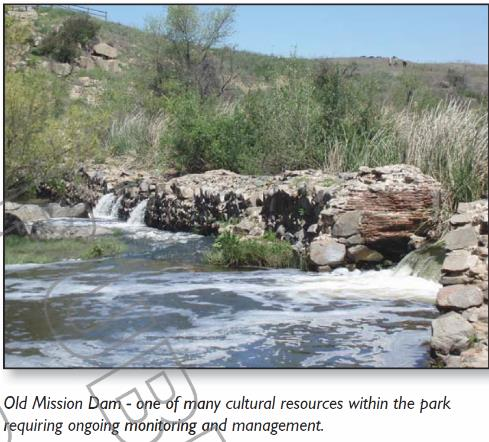 Old Mission Dam - one of many cultural resources within the park
requiring ongoing monitoring and management.